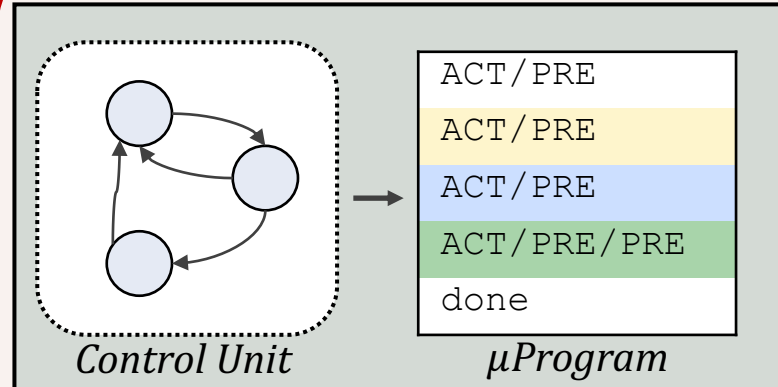 ACT/PRE
ACT/PRE
ACT/PRE
ACT/PRE/PRE
done
Control Unit
μProgram